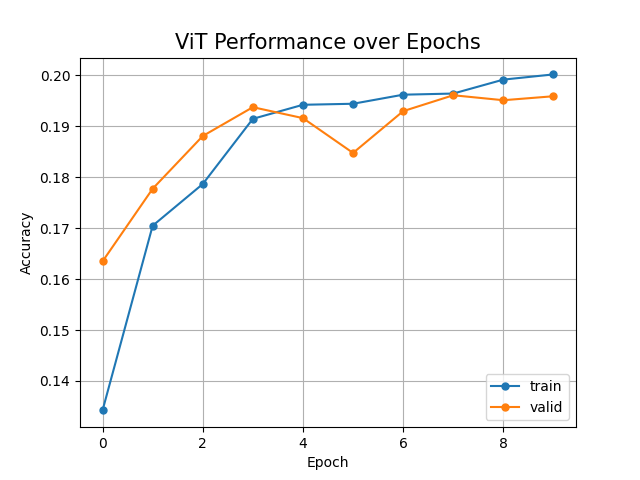 ViT Performance over Epochs
0.20
0.19
0.18
0.17
0.16
0.15
0.14
Accuracy
0 2 4 6 8
Epoch
train
valid